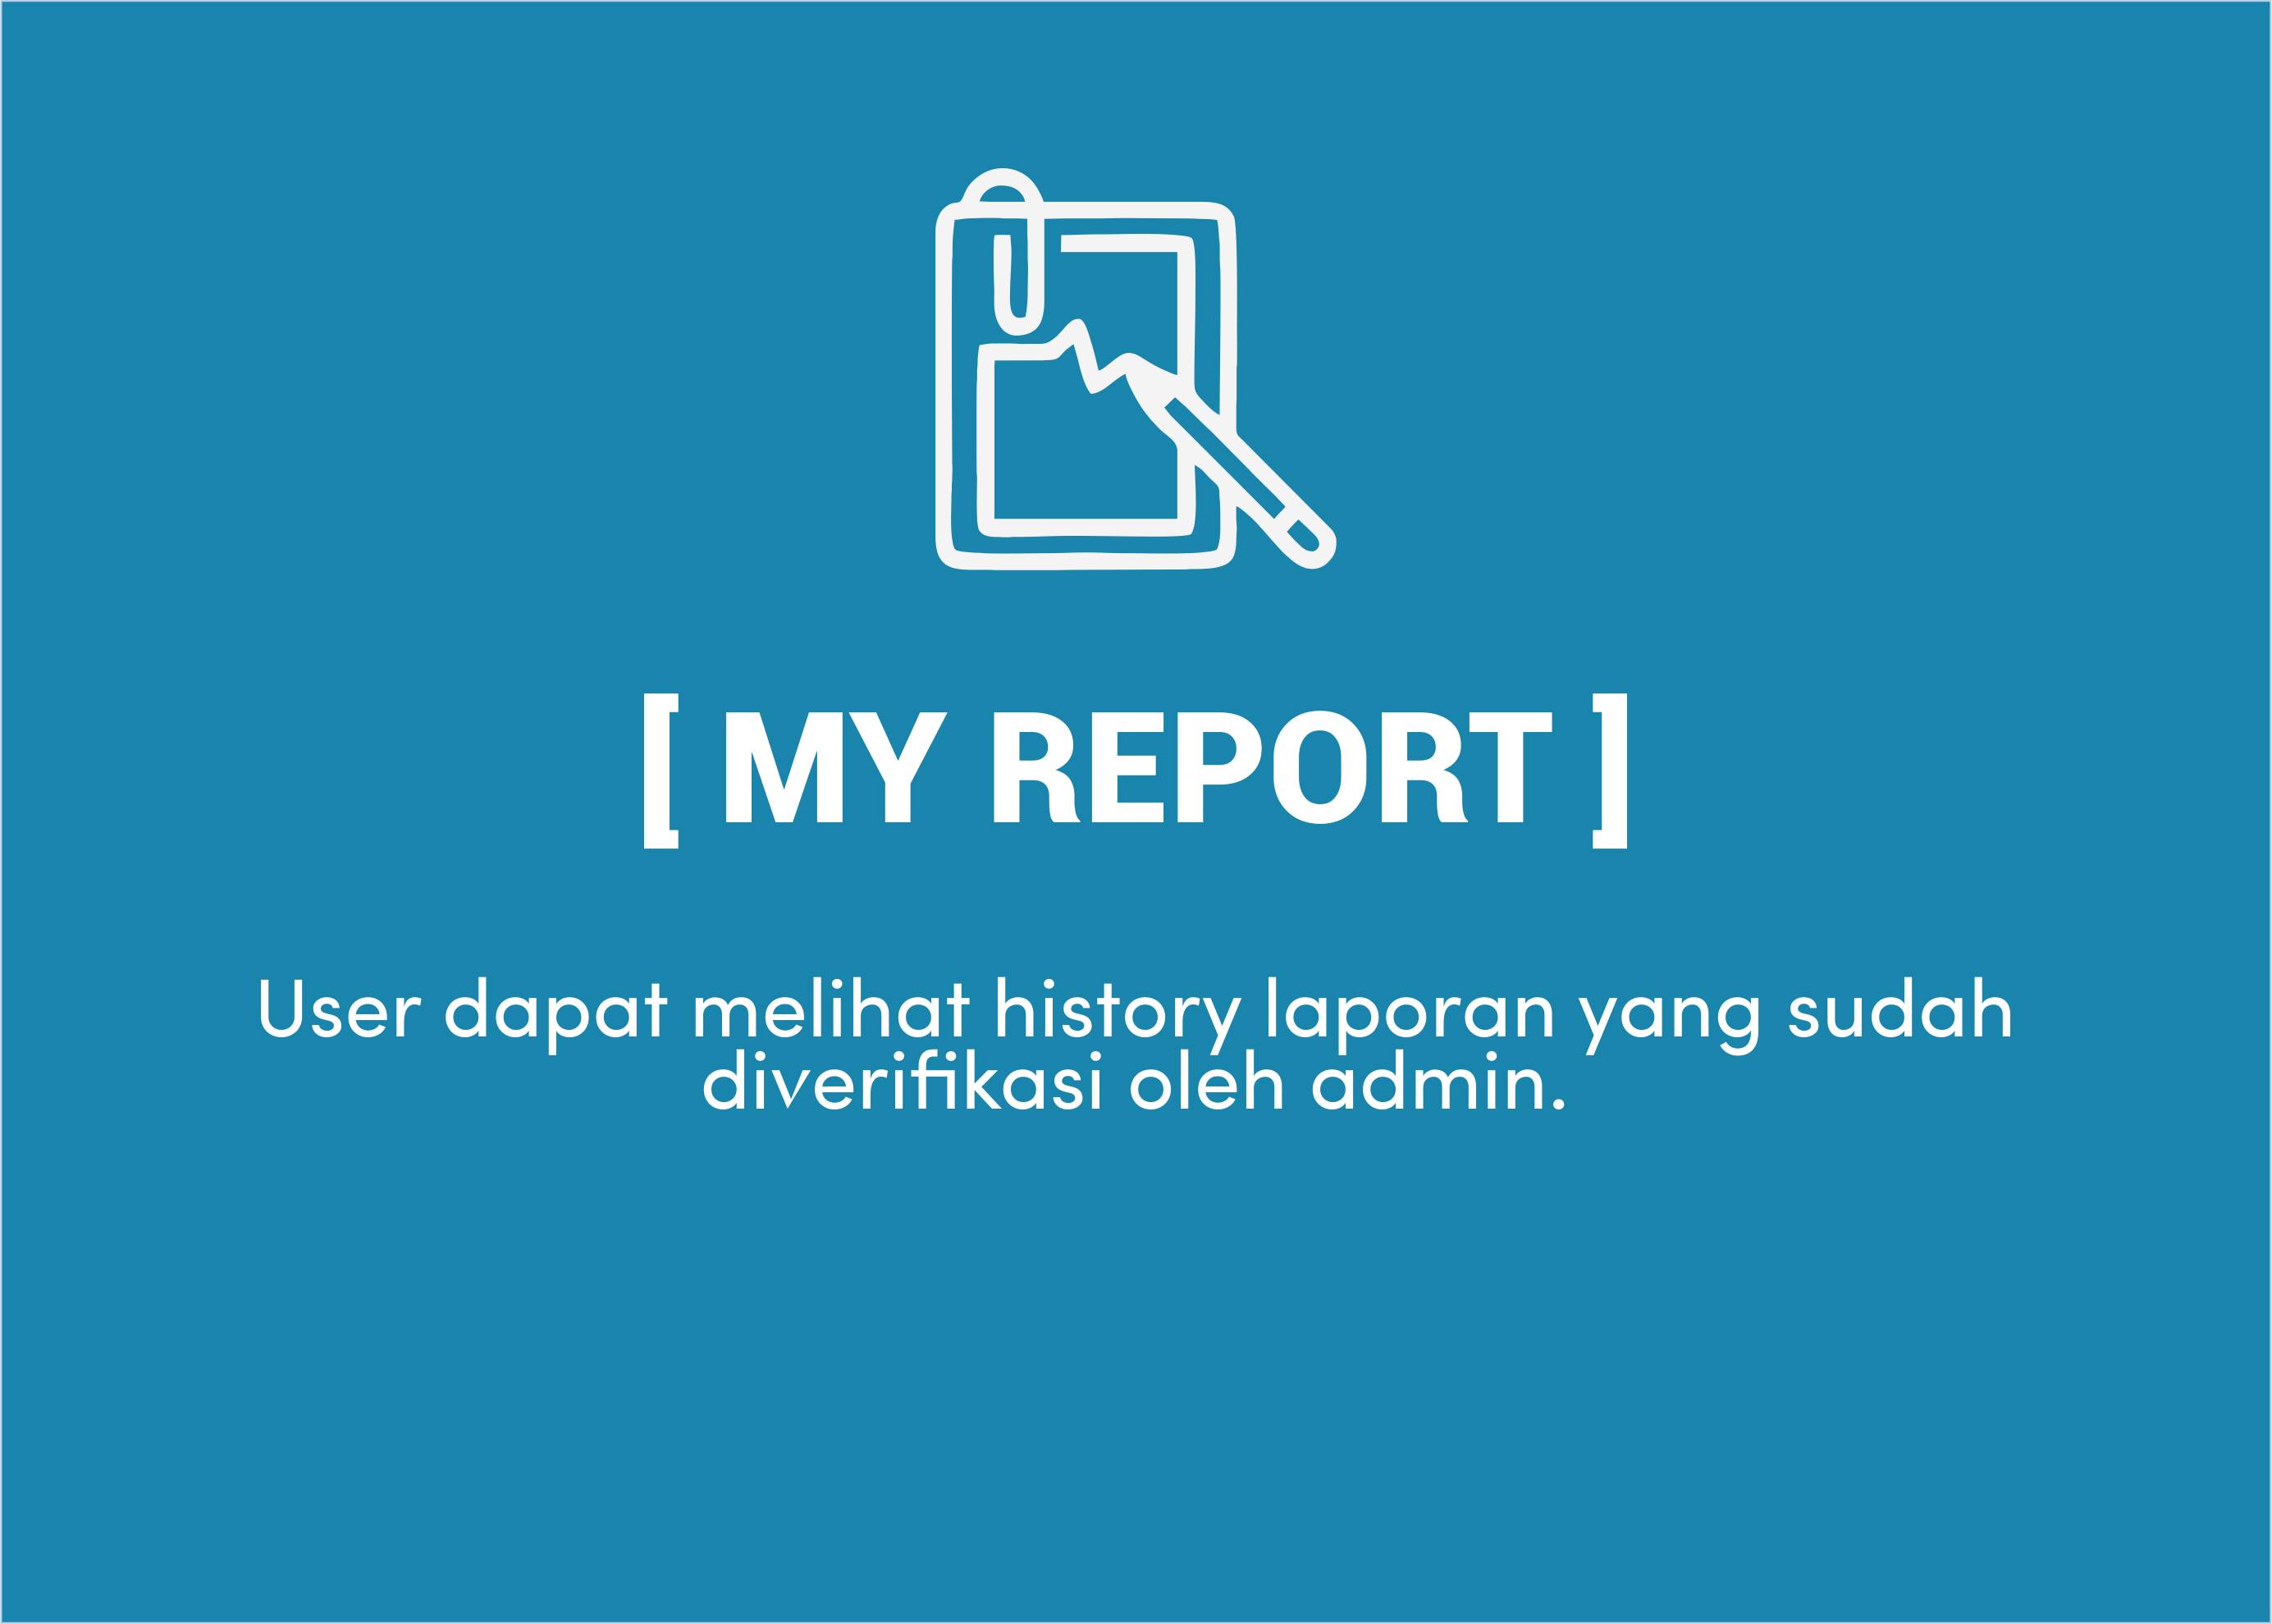 [ MY REPORT ]
User dapat melihat history laporan yang sudah
diverifikasi oleh admin.